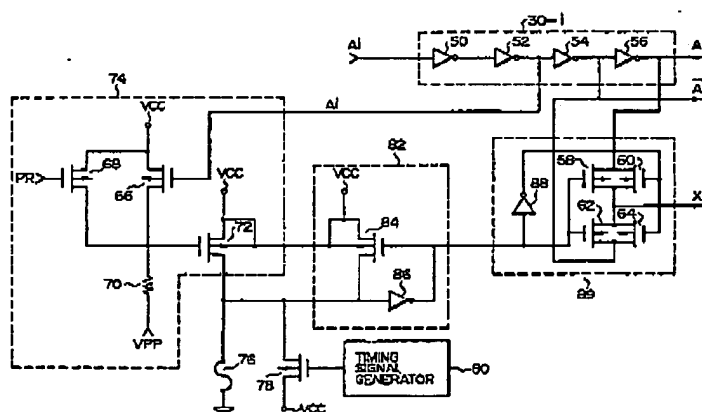 30-i
Ai
50
52
54
56
A
A
74
VCC
Ai
PR
68
66
VCC
72
82
VCC
84
86
58
60
88
62
64
X
89
70
VPP
76
78
TIMING
SIGNAL
GENERATOR
80
VCC